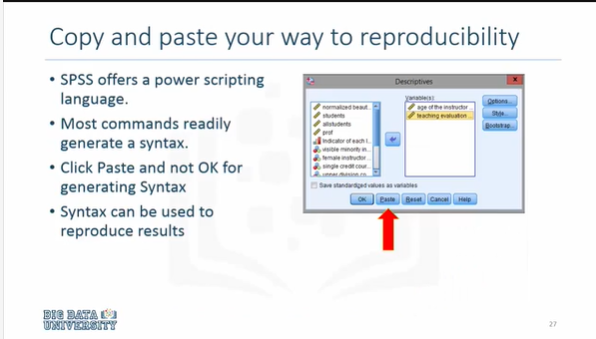 Copy and paste your way to reproducibility
• SPSS offers a power scripting
language.
• Most commands readily
generate a syntax.
• Click Paste and not OK for
generating Syntax
• Syntax can be used to
reproduce results
Descriptives
Variable(s):
normalized beaut...
students
allstudents
prof
Indicator of each i...
visible minority in...
female instructor ...
single credit cour...
upper division co...
age of the instructor ...
teaching evaluation ...
Options...
Style...
Bootstrap...
Save standardized values as variables
OK Paste Reset Cancel Help
BIG DATA
UNIVERSITY
27